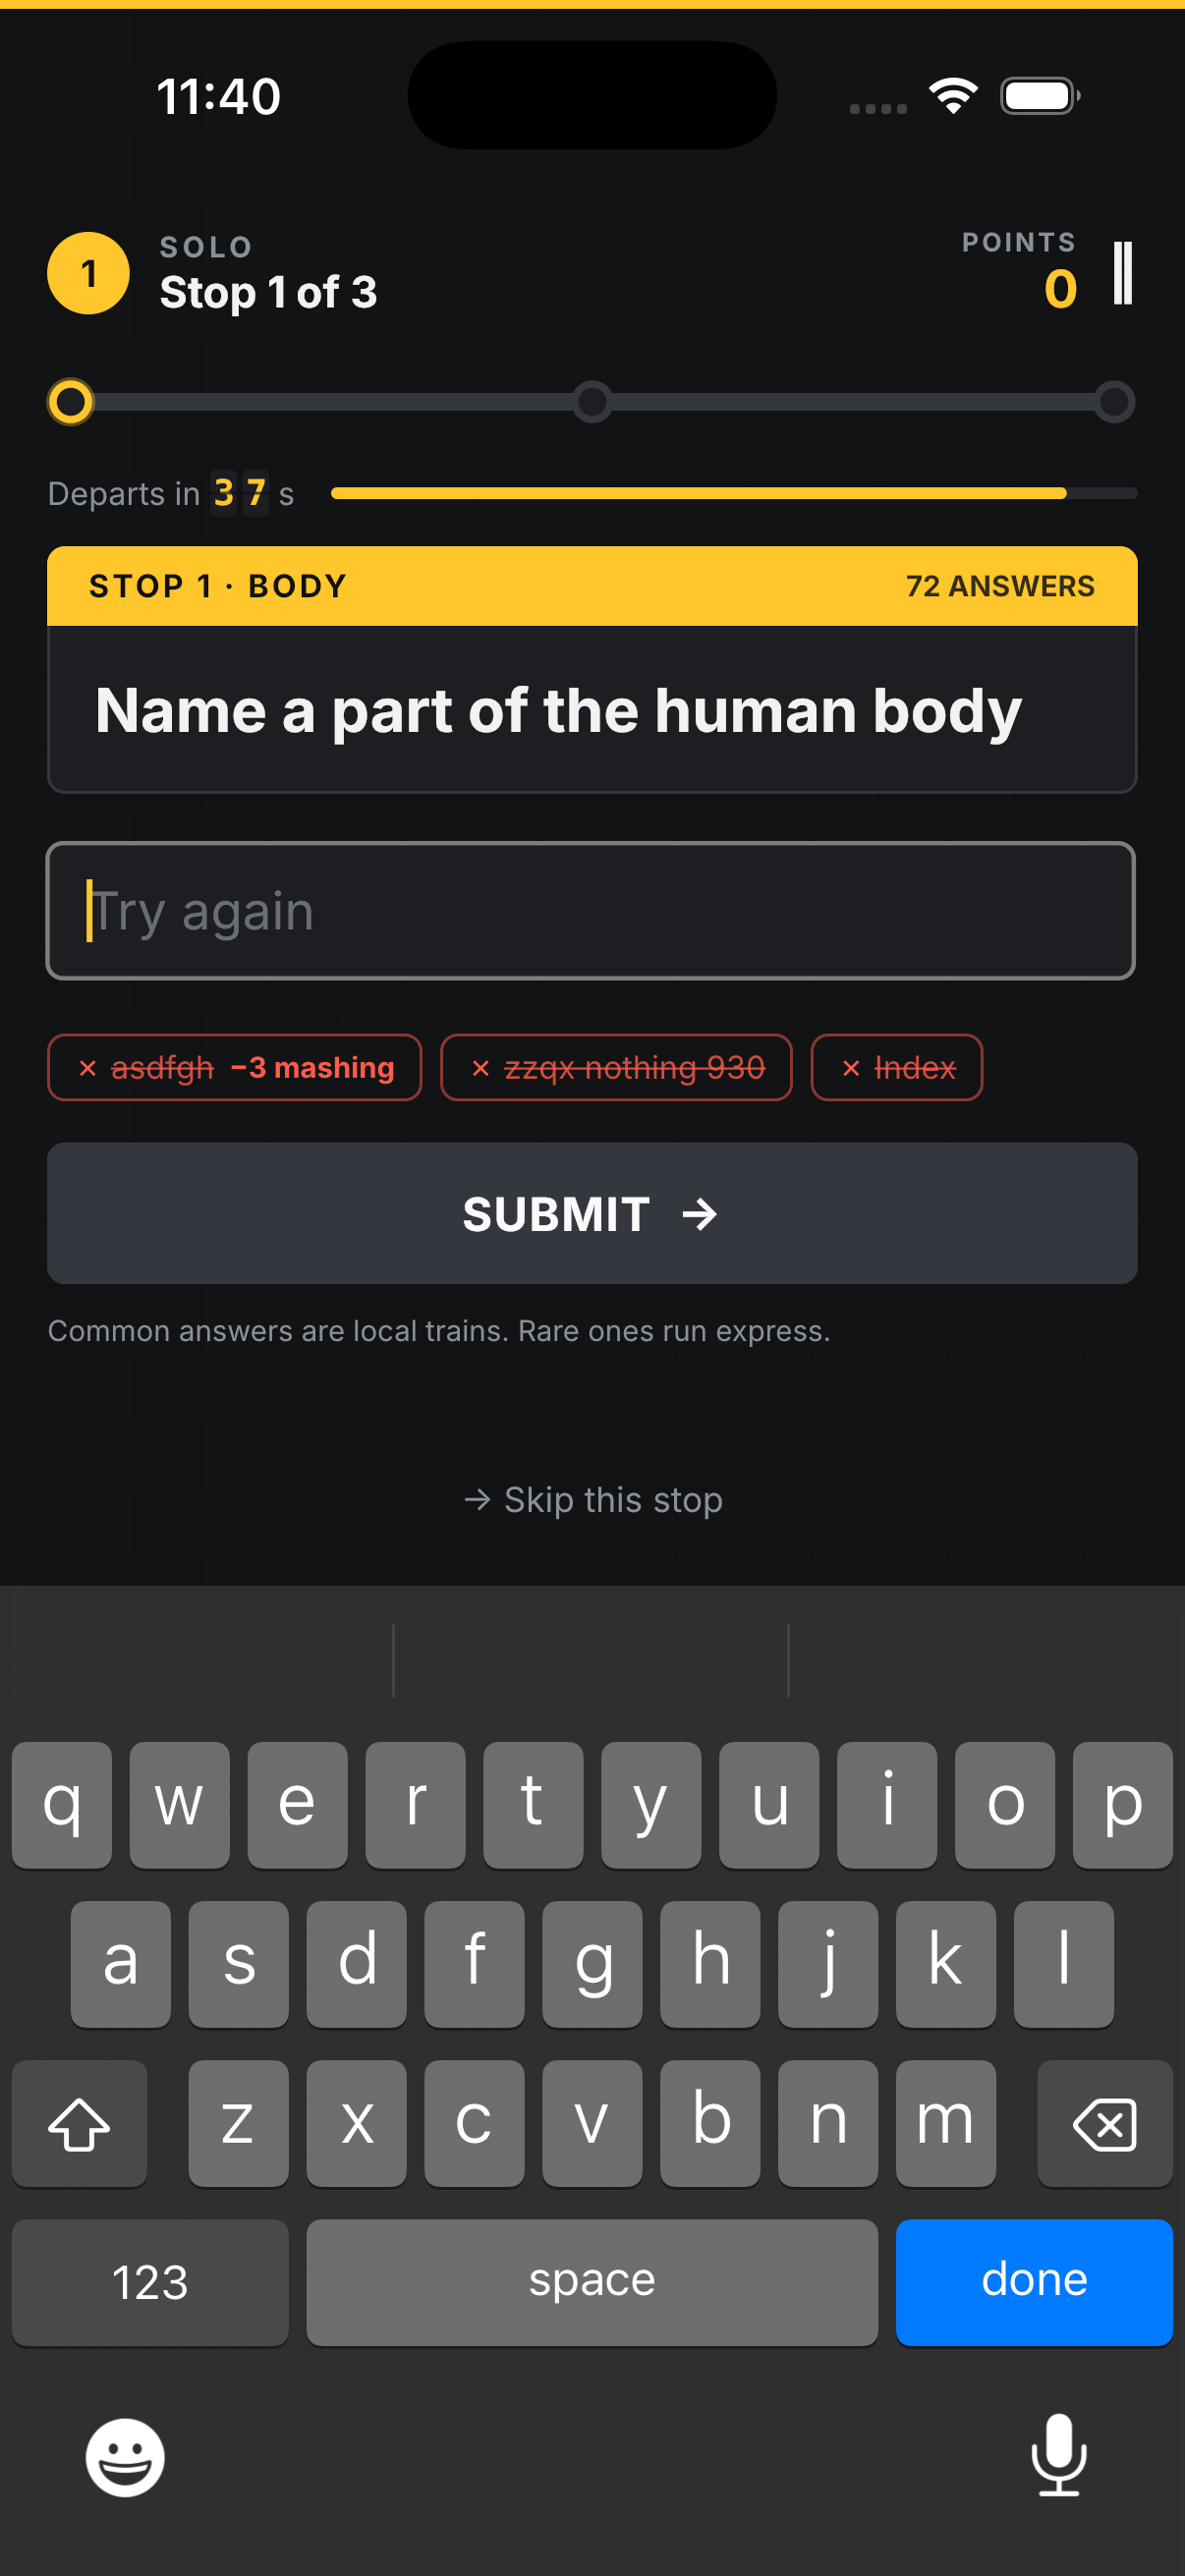 11:40
1
SOLO
Stop 1 of 3
POINTS
0
Departs in 37 s
STOP 1 · BODY
72 ANSWERS
Name a part of the human body
Try again
× asdfgh −3 mashing
× zzqx nothing 930
× Index
SUBMIT →
Common answers are local trains. Rare ones run express.
→ Skip this stop
q w e r t y u i o p
a s d f g h j k l
z x c v b n m
123 space done